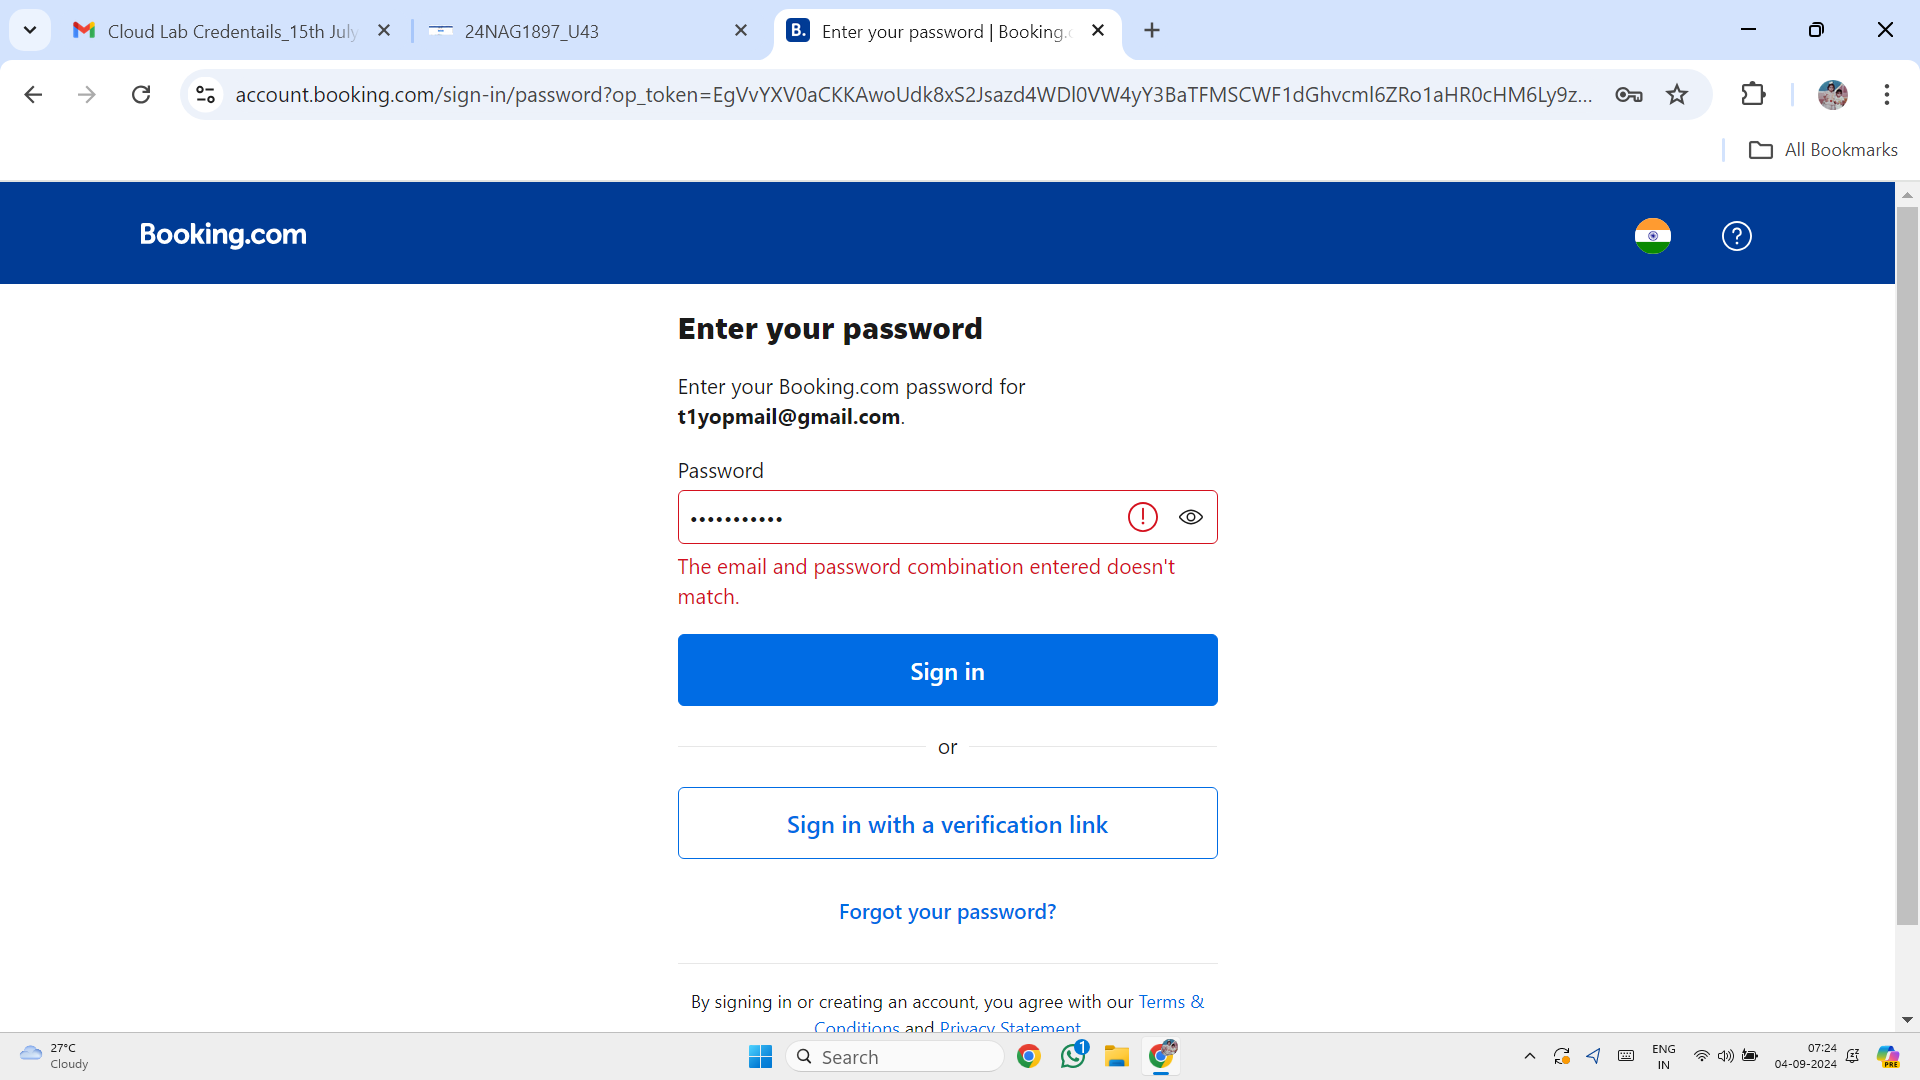 Cloud Lab Credentails_15th July
24NAG1897_U43
B. Enter your password | Booking.c
account.booking.com/sign-in/password?op_token=EgVvYXV0aCKKAwoUdk8xS2Jsazd4WDl0VW4yY3BaTFMSCWF1dGhvcml6ZRo1aHR0cHM6Ly9z...
All Bookmarks
Booking.com
Enter your password
Enter your Booking.com password for
t1yopmail@gmail.com.
Password
The email and password combination entered doesn't
match.
Sign in
or
Sign in with a verification link
Forgot your password?
By signing in or creating an account, you agree with our Terms &
Conditions and Privacy Statement
27°C
Cloudy
Search
1
ENG
IN
07:24
04-09-2024
PRE